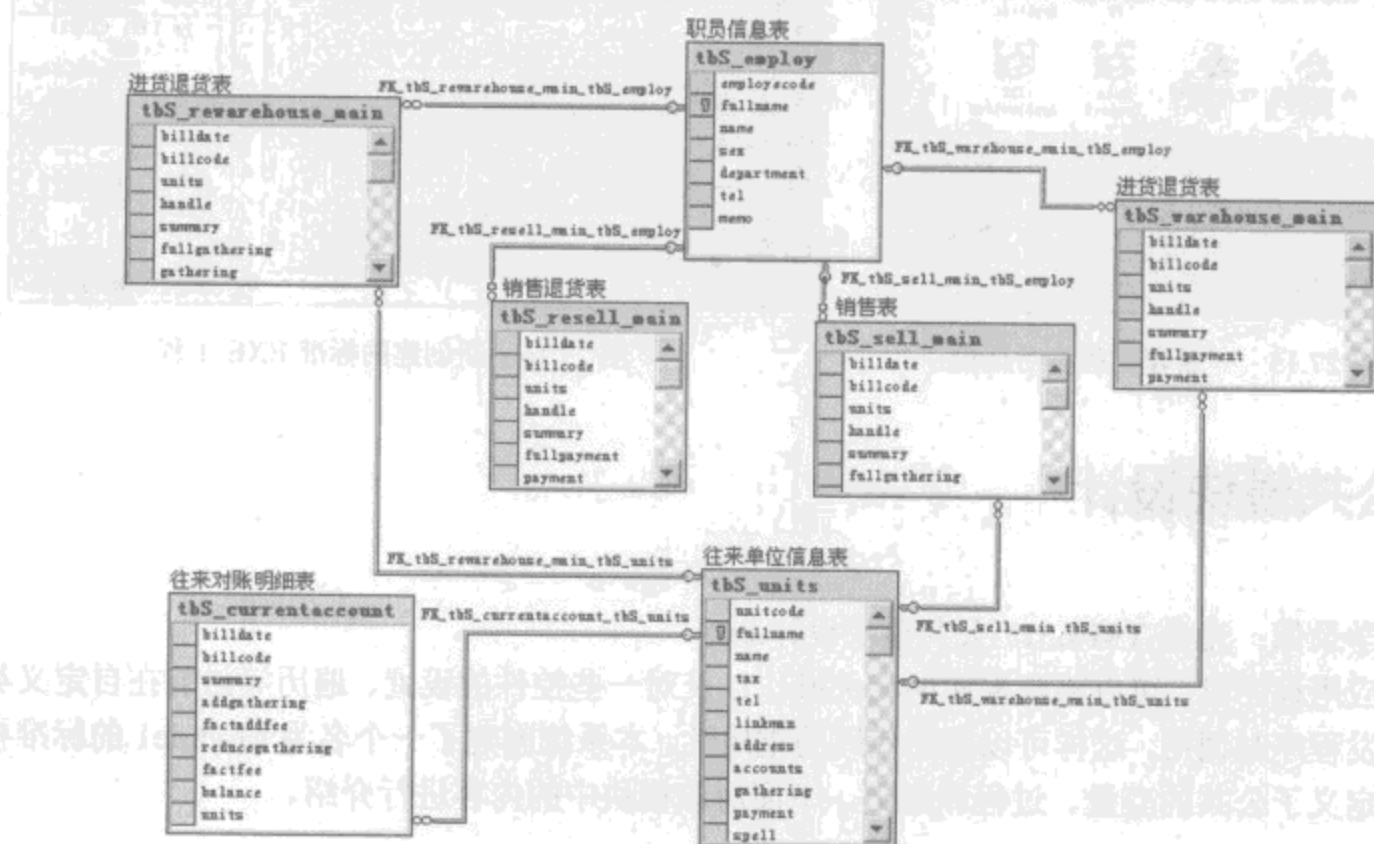 职员信息表
tbS_employ
employecode
fullname
name
sex
department
tel
memo
进货退货表
tbS_rewarehouse_main
billdate
billcode
units
handle
summary
fullgathering
gathering
FK_tbS_rewarehouse_main_tbS_employ
FK_tbS_warehouse_main_tbS_employ
进货退货表
tbS_warehouse_main
billdate
billcode
units
handle
summary
fullpayment
payment
FK_tbS_resell_main_tbS_employ
销售退货表
tbS_resell_main
billdate
billcode
units
handle
summary
fullpayment
payment
FK_tbS_sell_main_tbS_employ
销售表
tbS_sell_main
billdate
billcode
units
handle
summary
fullgathering
FK_tbS_rewarehouse_main_tbS_units
往来对账明细表
tbS_currentaccount
billdate
billcode
summary
addgathering
factaddfee
reducegathering
factfee
balance
units
FK_tbS_currentaccount_tbS_units
往来单位信息表
tbS_units
unitcode
fullname
name
tax
tel
linkman
address
accounts
gathering
payment
spell
FK_tbS_sell_main_tbS_units
FK_tbS_warehouse_main_tbS_units